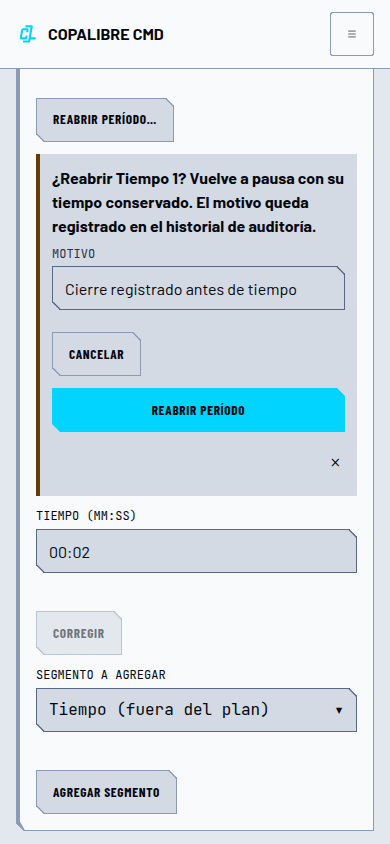 COPALIBRE CMD
REABRIR PERÍODO...
¿Reabrir Tiempo 1? Vuelve a pausa con su
tiempo conservado. El motivo queda
registrado en el historial de auditoría.
MOTIVO
Cierre registrado antes de tiempo
CANCELAR
REABRIR PERÍODO
×
TIEMPO (MM:SS)
00:02
CORREGIR
SEGMENTO A AGREGAR
Tiempo (fuera del plan)
AGREGAR SEGMENTO